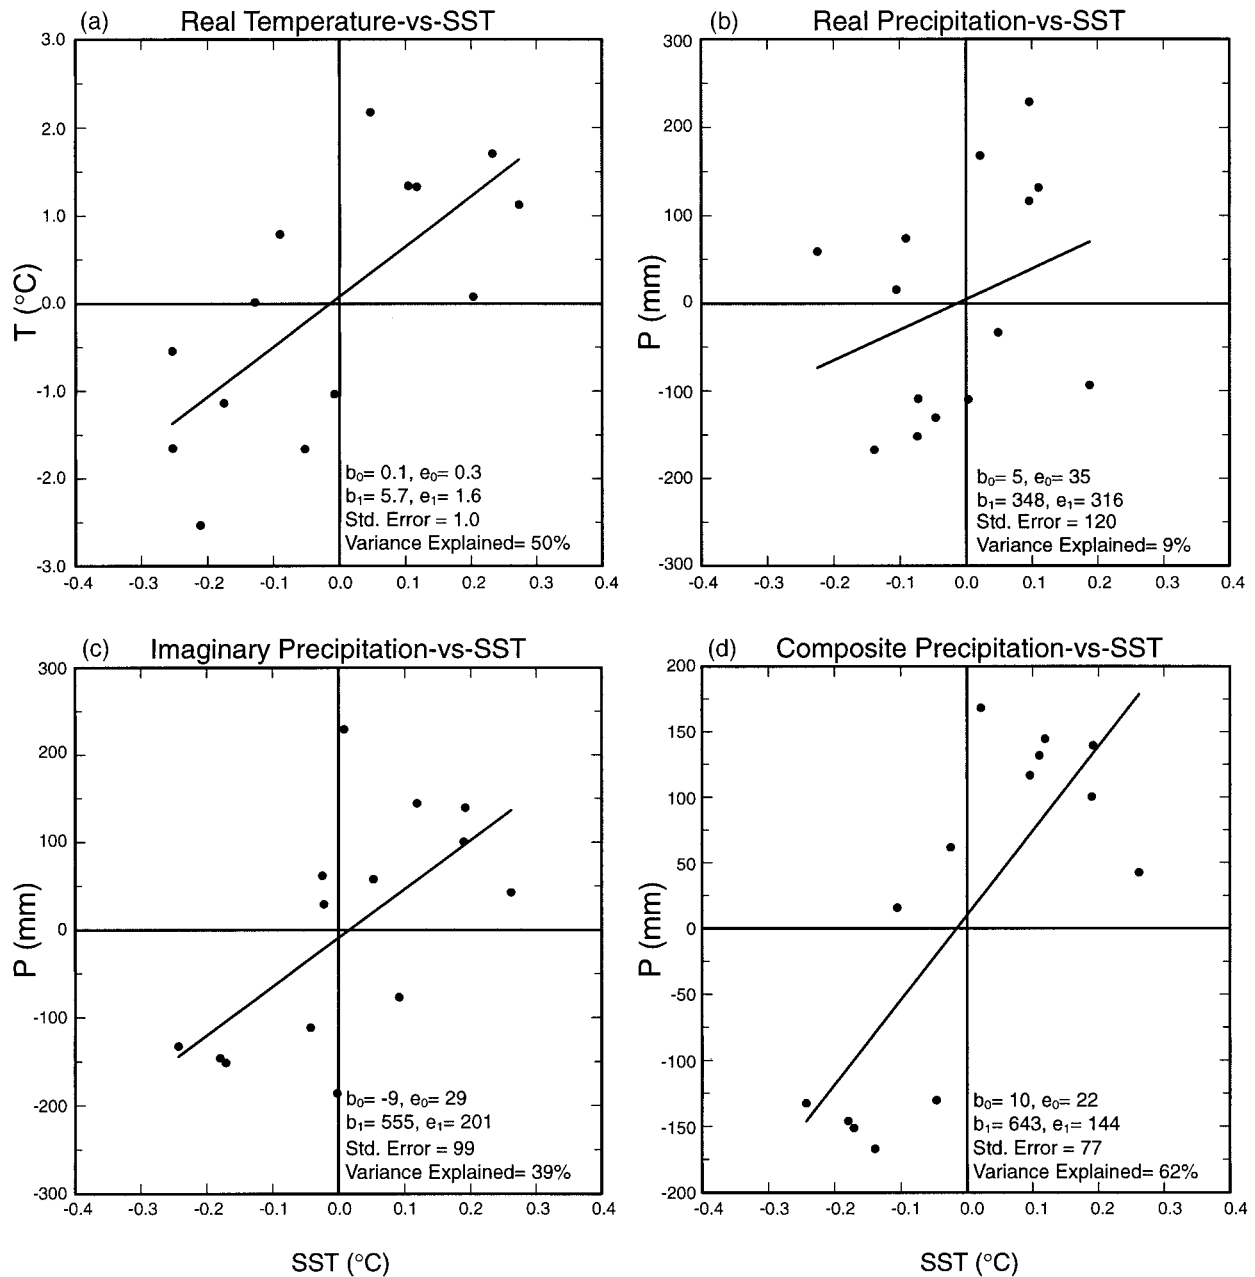 (a) Real Temperature-vs-SST
3.0
2.0
1.0
0.0
-1.0
-2.0
-3.0
T (°C)
b0= 0.1, e0= 0.3
b1= 5.7, e1= 1.6
Std. Error = 1.0
Variance Explained= 50%
-0.4 -0.3 -0.2 -0.1 0.0 0.1 0.2 0.3 0.4
(b) Real Precipitation-vs-SST
300
200
100
0
-100
-200
-300
P (mm)
b0= 5, e0= 35
b1= 348, e1= 316
Std. Error = 120
Variance Explained= 9%
-0.4 -0.3 -0.2 -0.1 0.0 0.1 0.2 0.3 0.4
(c) Imaginary Precipitation-vs-SST
300
200
100
0
-100
-200
-300
P (mm)
b0= -9, e0= 29
b1= 555, e1= 201
Std. Error = 99
Variance Explained= 39%
-0.4 -0.3 -0.2 -0.1 0.0 0.1 0.2 0.3 0.4
SST (°C)
(d) Composite Precipitation-vs-SST
200
150
100
50
0
-50
-100
-150
-200
P (mm)
b0= 10, e0= 22
b1= 643, e1= 144
Std. Error = 77
Variance Explained= 62%
-0.4 -0.3 -0.2 -0.1 0.0 0.1 0.2 0.3 0.4
SST (°C)